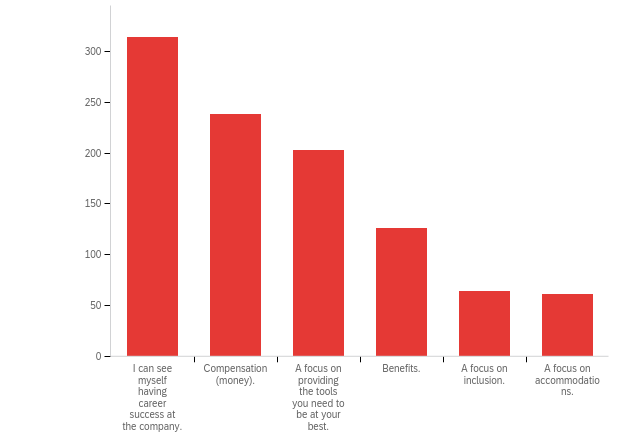 300
250
200
150
100
50
0
I can see
myself
having
career
success at
the company.
Compensation
(money).
A focus on
providing
the tools
you need to
be at your
best.
Benefits.
A focus on
inclusion.
A focus on
accommodatio
ns.